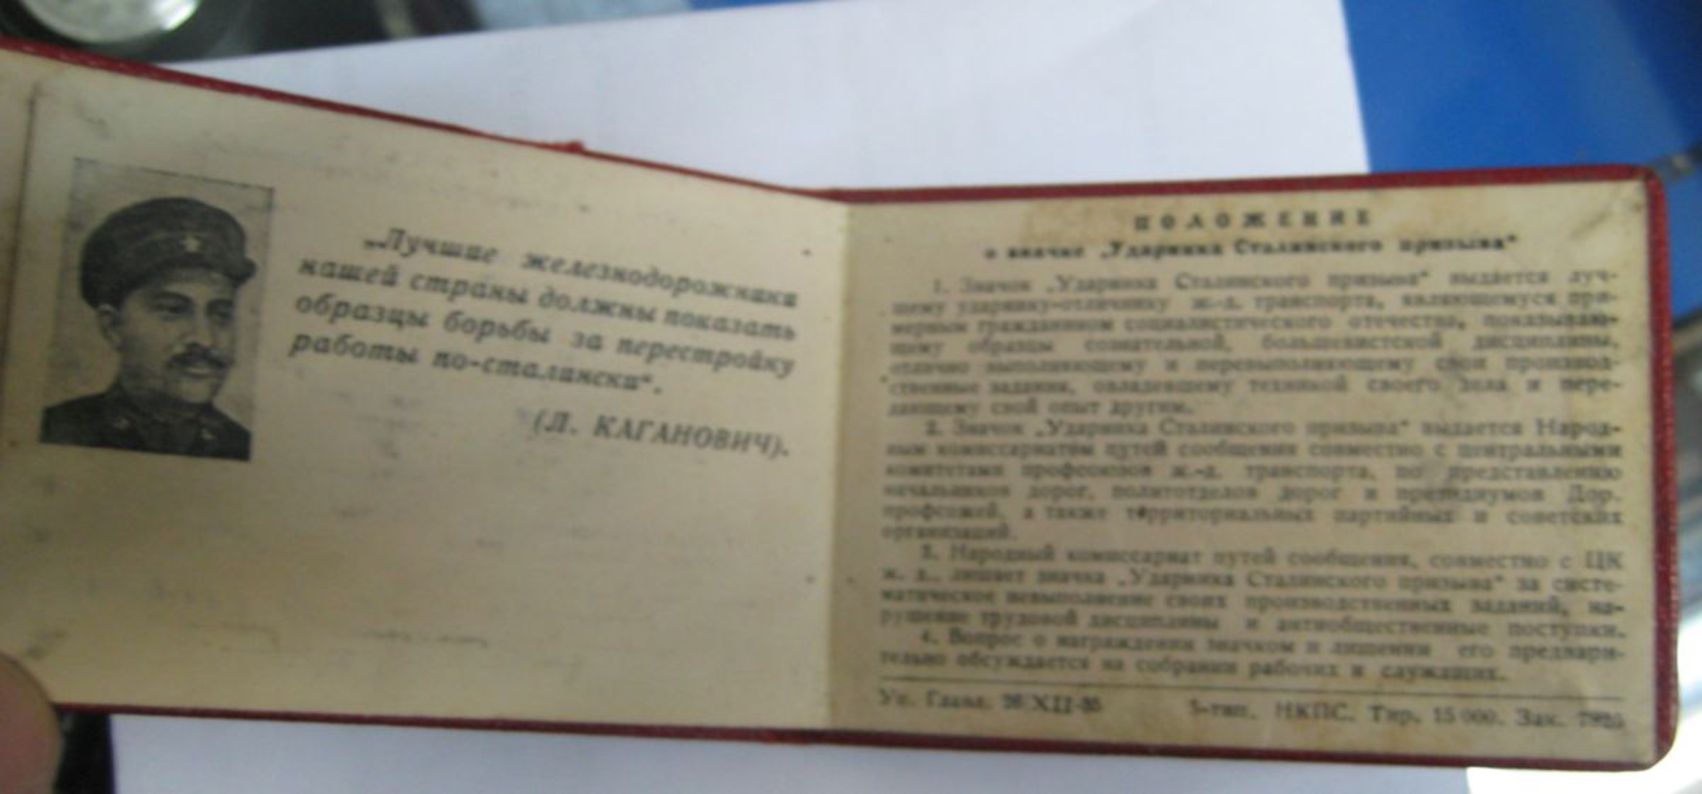 „Лучшие железнодорожники
нашей страны должны показать
образцы борьбы за перестройку
работы по-сталински“.
(Л. КАГАНОВИЧ).
ПОЛОЖЕНИЕ
о значке „Ударника Сталинского призыва“
1. Значок „Ударника Сталинского призыва“ выдается луч-
шему ударнику-отличнику ж.-д. транспорта, являющемуся при-
мерным гражданином социалистического отечества, показываю-
щему образцы сознательной, большевистской дисциплины,
отлично выполняющему и перевыполняющему свои производ-
ственные задания, овладевшему техникой своего дела и пере-
дающему свой опыт другим.
2. Значок „Ударника Сталинского призыва“ выдается Народ-
ным комиссариатом путей сообщения совместно с центральными
комитетами профсоюзов ж.-д. транспорта, по представлению
начальников дорог, политотделов дорог и президиумов Дор.
профсожей, а также территориальных партийных и советских
организаций.
3. Народный комиссариат путей сообщения, совместно с ЦК
ж. д., лишает значка „Ударника Сталинского призыва“ за систе-
матическое невыполнение своих производственных заданий, на-
рушение трудовой дисциплины и антиобщественные поступки.
4. Вопрос о награждении значком и лишении его предвари-
тельно обсуждается на собрании рабочих и служащих.
Ул. Главл. XII-35 5-тип. НКПС. Тир. 15 000. Зак.